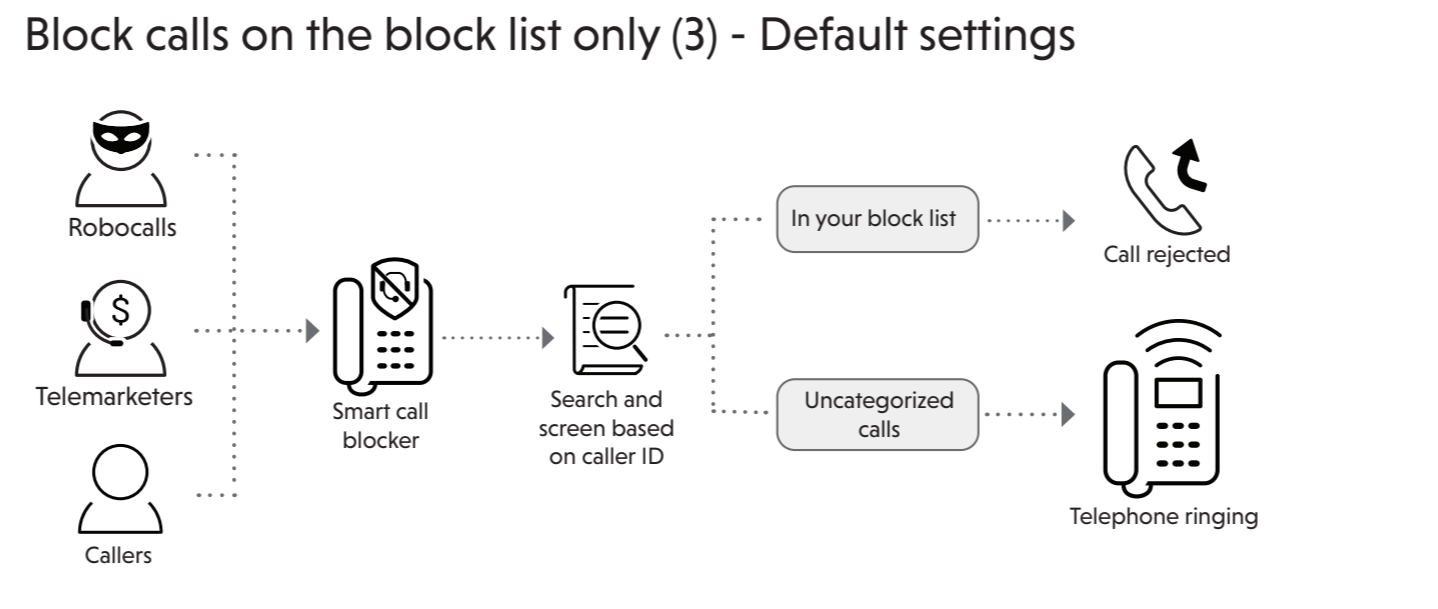 Block calls on the block list only (3) - Default settings
Robocalls
$
Telemarketers
Callers
Smart call
blocker
Search and
screen based
on caller ID
In your block list
Uncategorized
calls
Call rejected
Telephone ringing